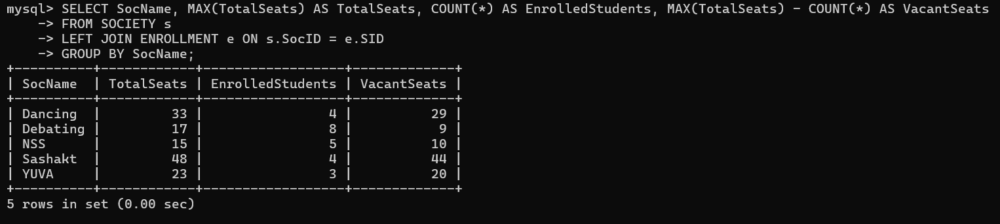 mysql> SELECT SocName, MAX(TotalSeats) AS TotalSeats, COUNT(*) AS EnrolledStudents, MAX(TotalSeats) - COUNT(*) AS VacantSeats
    -> FROM SOCIETY s
    -> LEFT JOIN ENROLLMENT e ON s.SocID = e.SID
    -> GROUP BY SocName;
+----------+------------+------------------+-------------+
| SocName  | TotalSeats | EnrolledStudents | VacantSeats |
+----------+------------+------------------+-------------+
| Dancing  |         33 |                4 |          29 |
| Debating |         17 |                8 |           9 |
| NSS      |         15 |                5 |          10 |
| Sashakt  |         48 |                4 |          44 |
| YUVA     |         23 |                3 |          20 |
+----------+------------+------------------+-------------+
5 rows in set (0.00 sec)